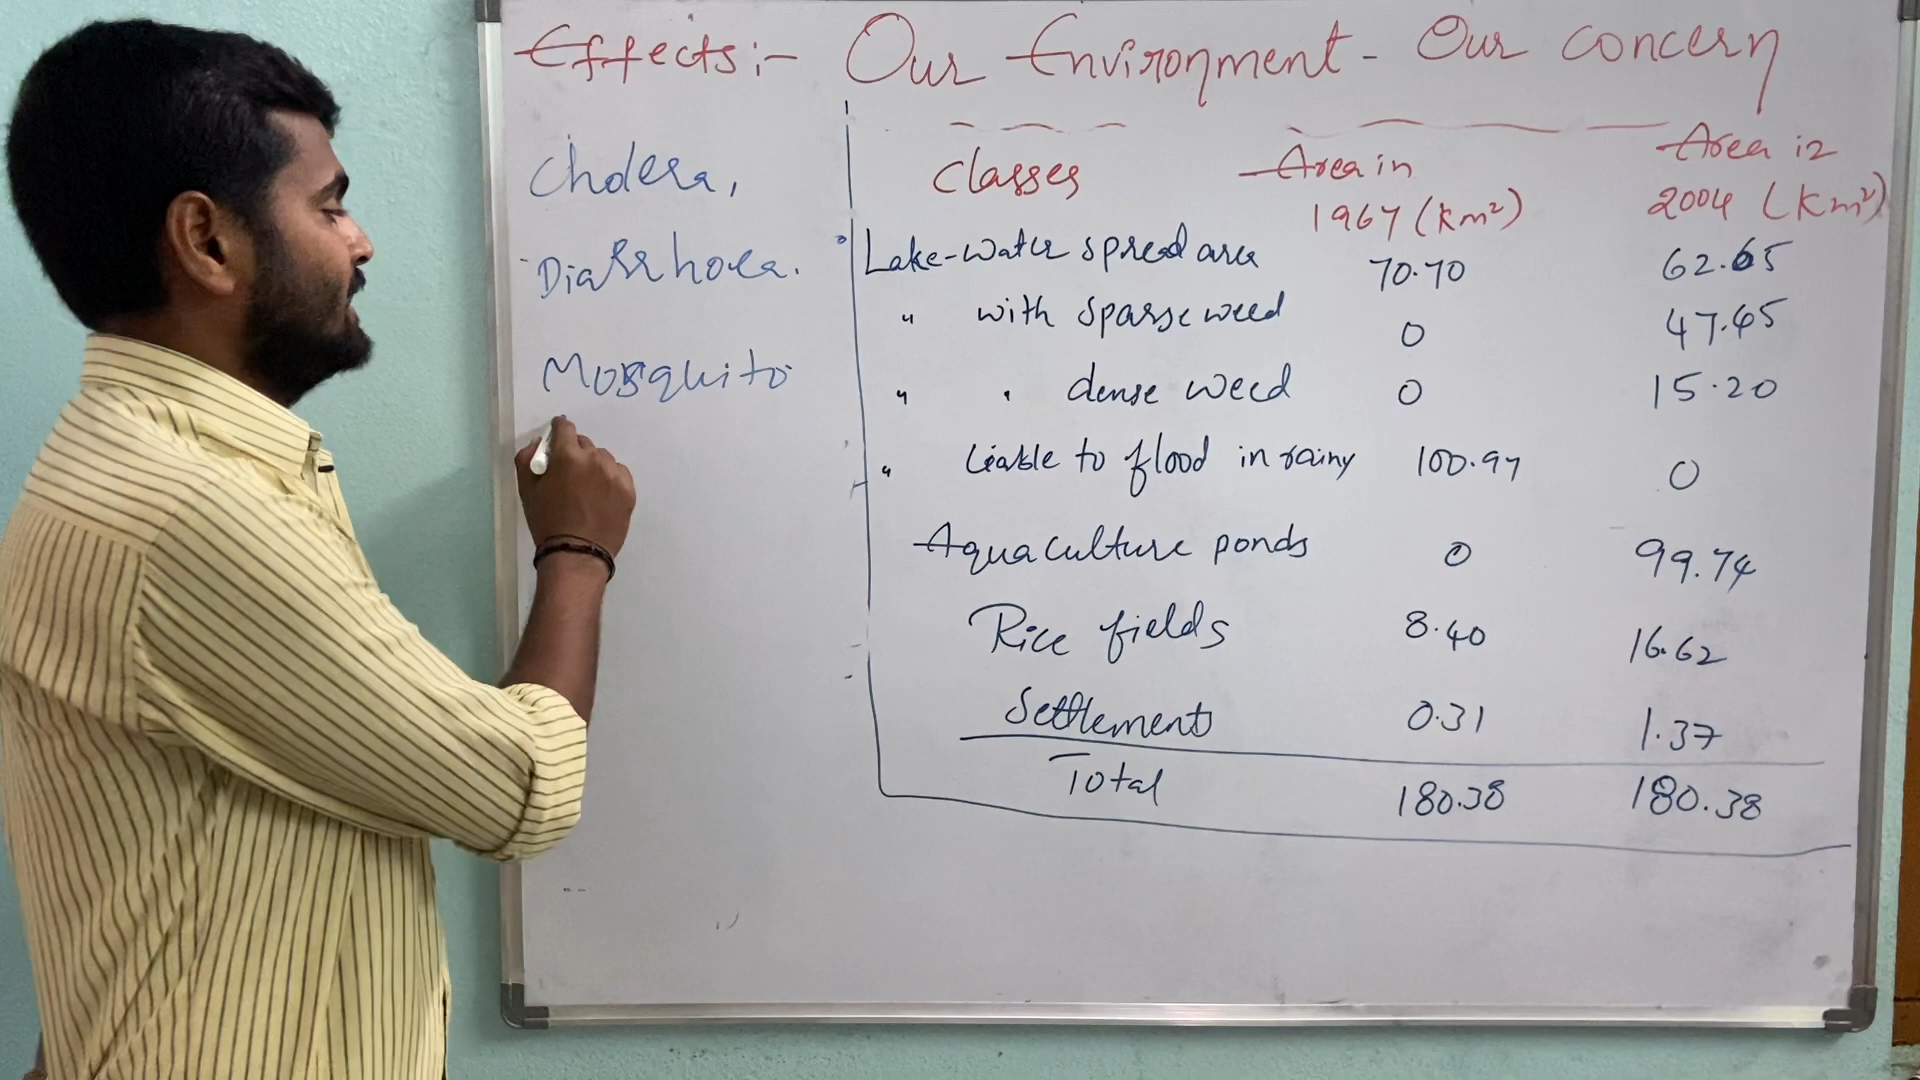 Effects:- Our Environment - Our concern
Cholera,
Diarrhoea.
Mosquito
Classes Area in 1967 (km²) Area in 2004 (Km²)
Lake-Water spread area 70.70 62.65
" with sparse weed 0 47.45
" " dense weed 0 15.20
" Liable to flood in rainy 100.97 0
Aquaculture ponds 0 99.74
Rice fields 8.40 16.62
Settlements 0.31 1.37
Total 180.38 180.38